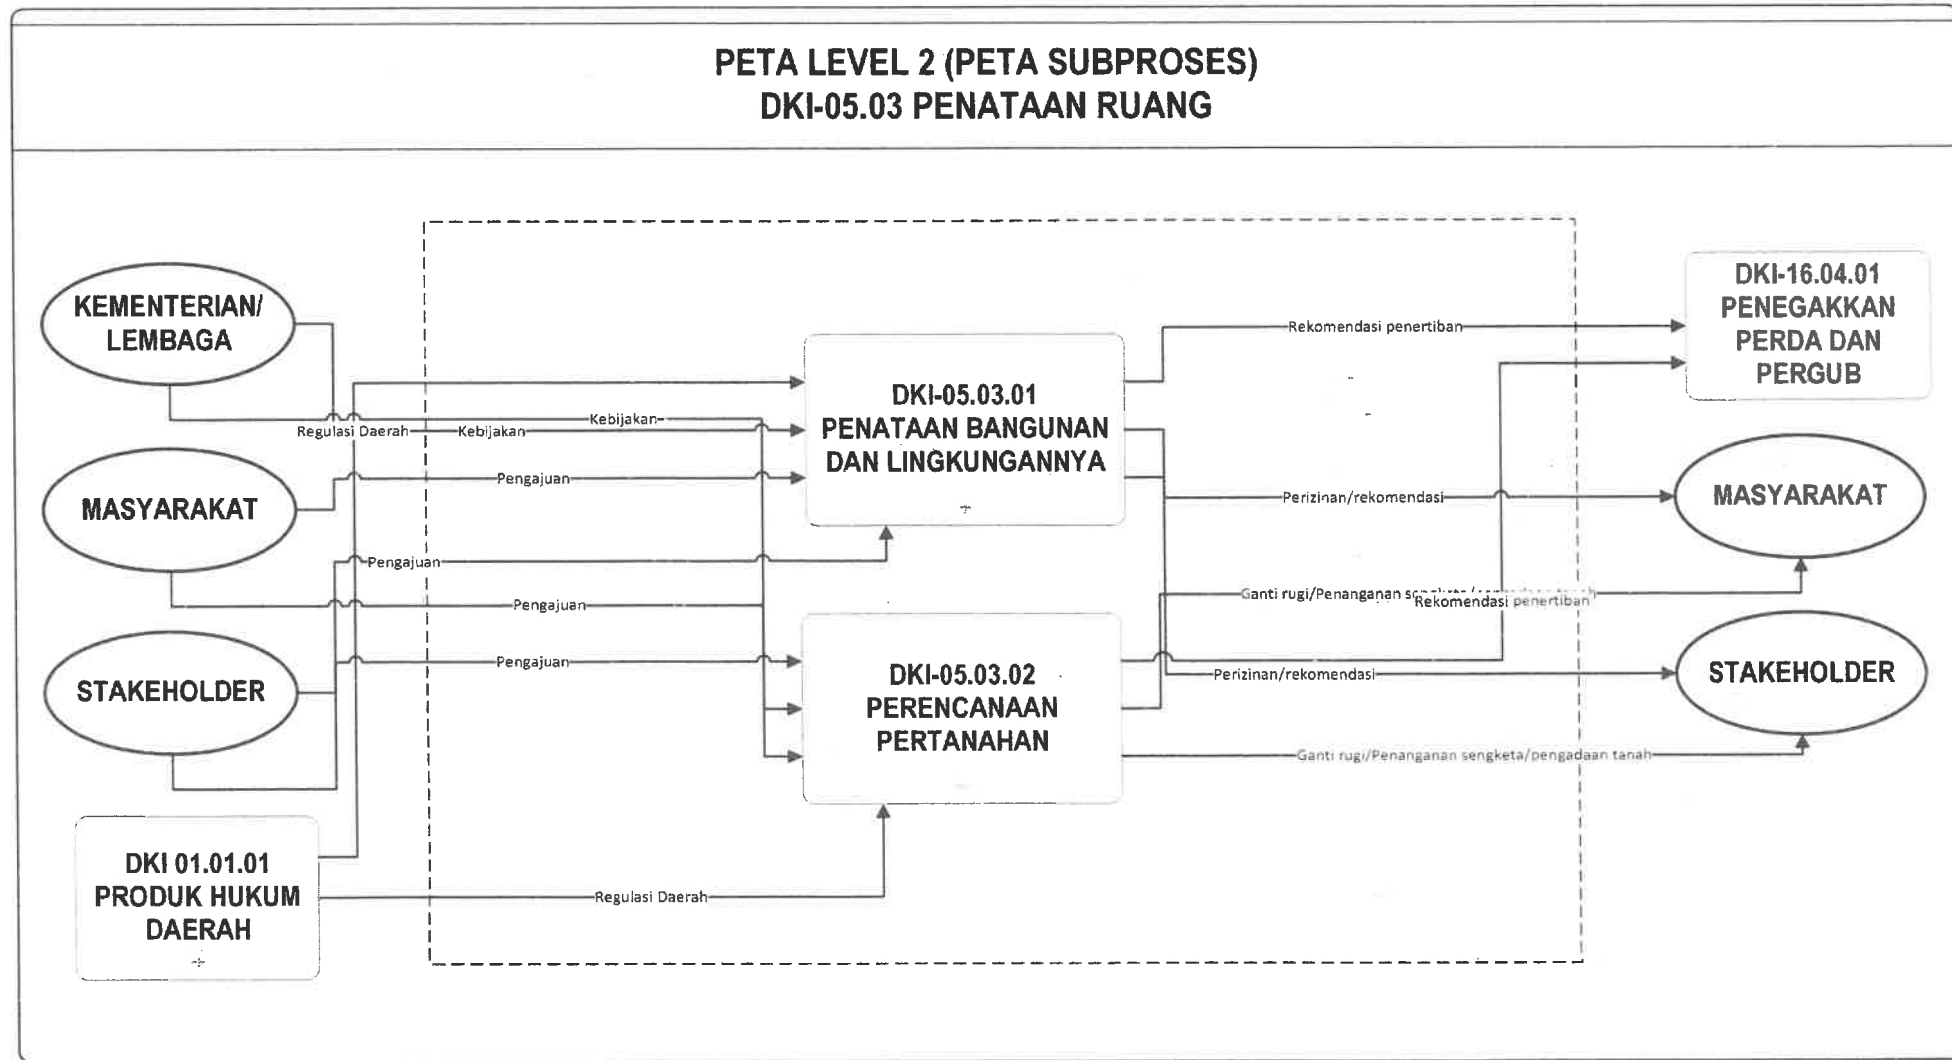 PETA LEVEL 2 (PETA SUBPROSES)
DKI-05.03 PENATAAN RUANG
KEMENTERIAN/
LEMBAGA
MASYARAKAT
STAKEHOLDER
DKI 01.01.01
PRODUK HUKUM
DAERAH
Kebijakan
Regulasi Daerah
Kebijakan
Pengajuan
Pengajuan
Pengajuan
Pengajuan
Regulasi Daerah
DKI-05.03.01
PENATAAN BANGUNAN
DAN LINGKUNGANNYA
DKI-05.03.02
PERENCANAAN
PERTANAHAN
Rekomendasi penertiban
Perizinan/rekomendasi
Ganti rugi/Penanganan
Rekomendasi penertiban
Perizinan/rekomendasi
Ganti rugi/Penanganan sengketa/pengadaan tanah
DKI-16.04.01
PENEGAKKAN
PERDA DAN
PERGUB
MASYARAKAT
STAKEHOLDER